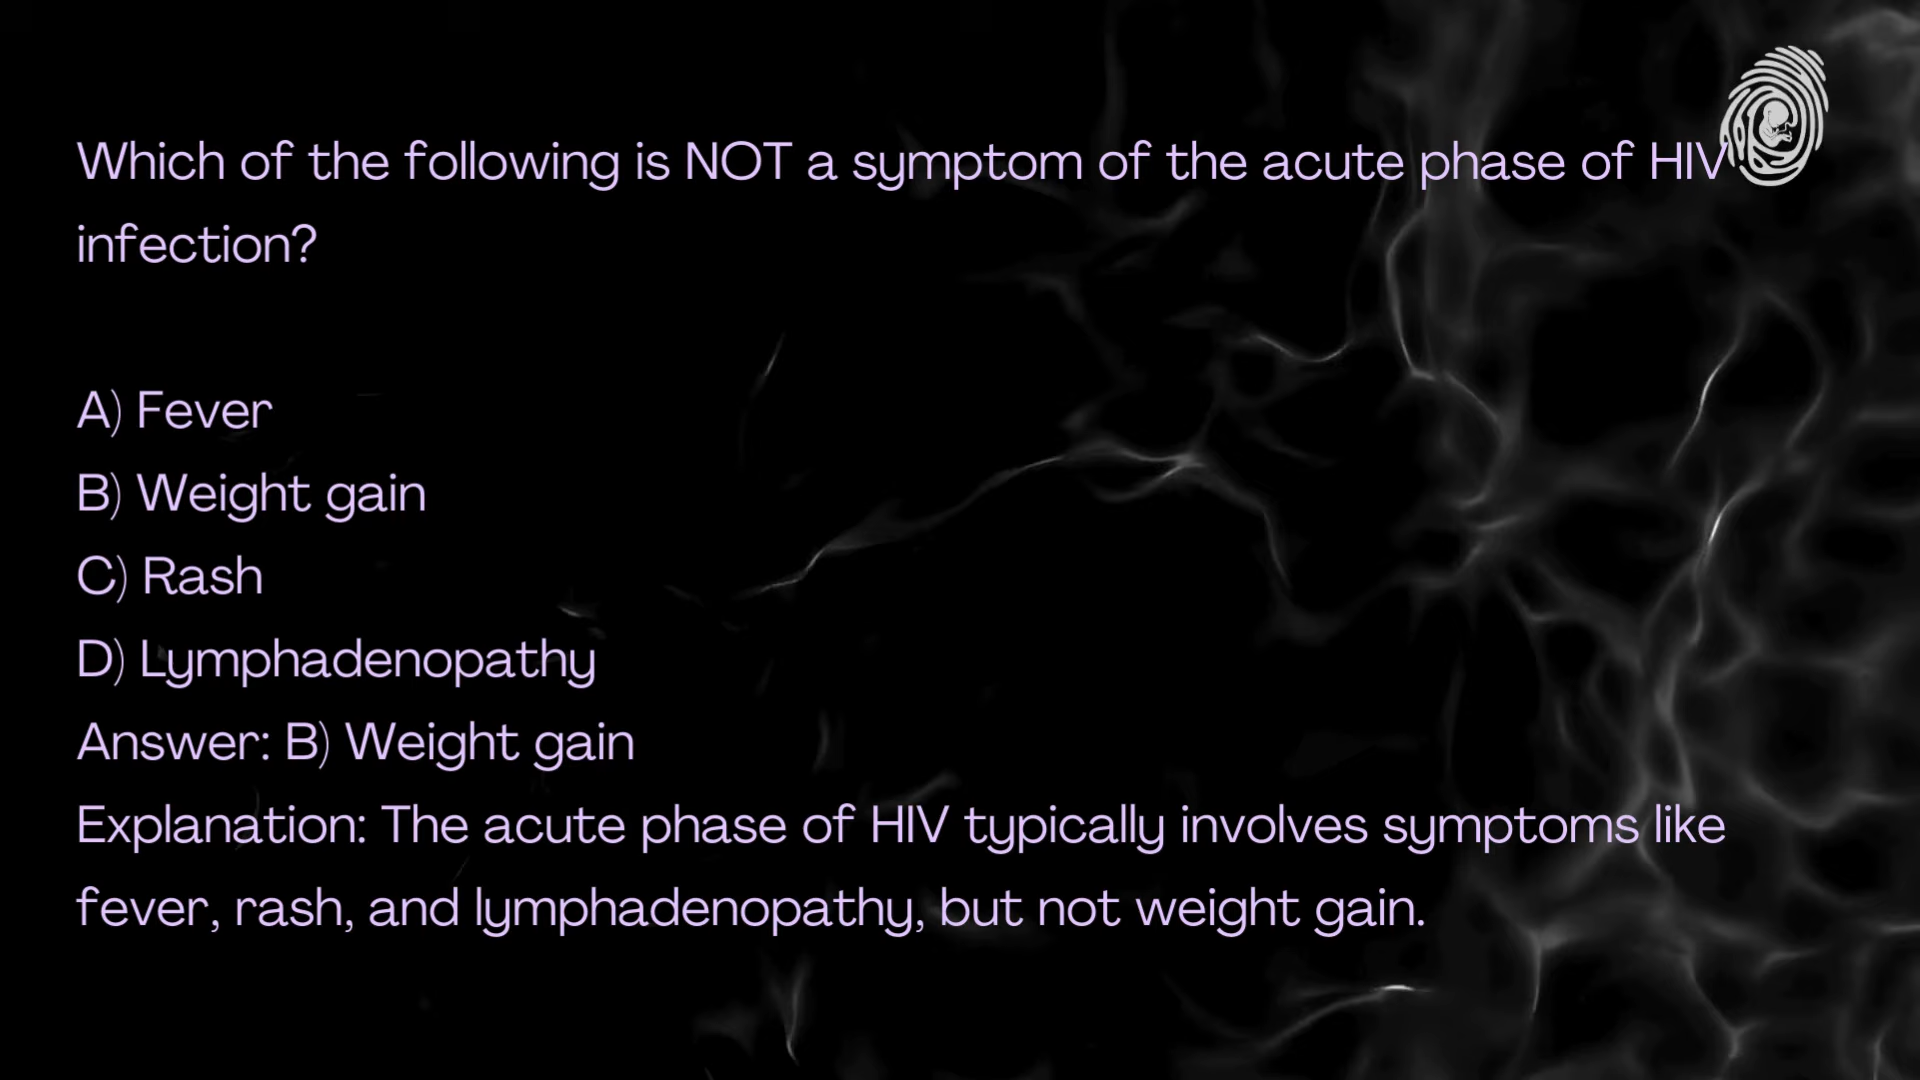 Which of the following is NOT a symptom of the acute phase of HIV
infection?
A) Fever
B) Weight gain
C) Rash
D) Lymphadenopathy
Answer: B) Weight gain
Explanation: The acute phase of HIV typically involves symptoms like
fever, rash, and lymphadenopathy, but not weight gain.